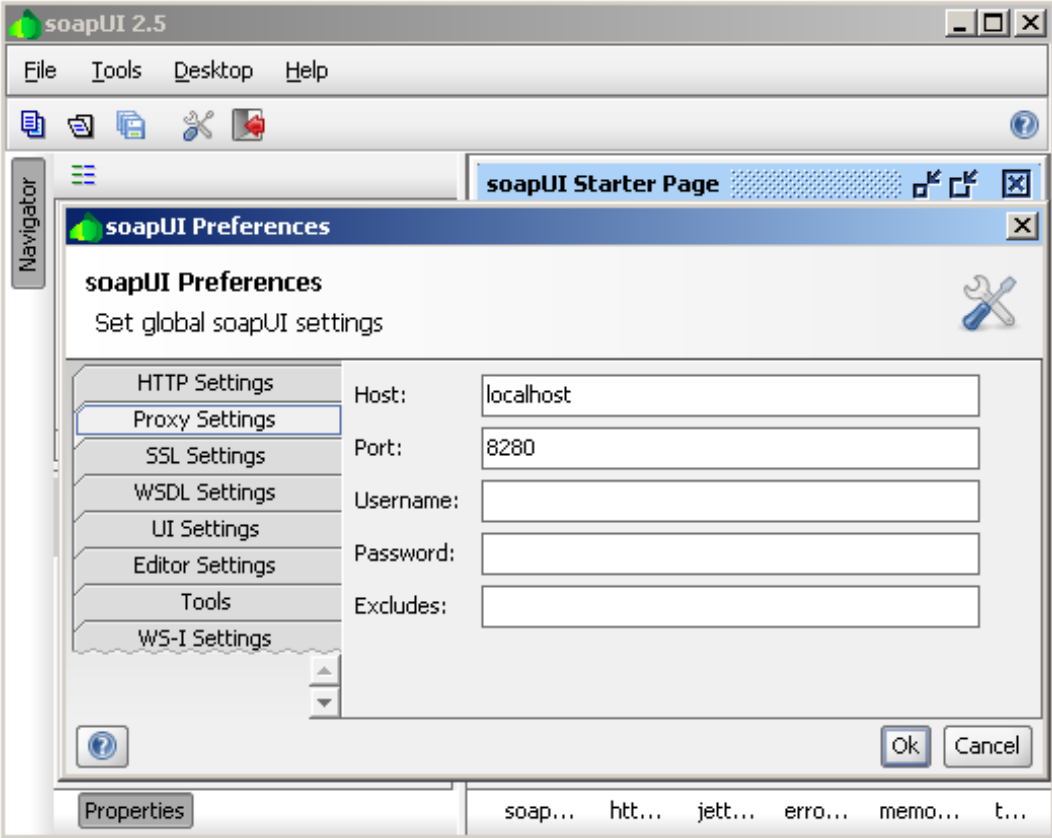 soapUI 2.5
File Tools Desktop Help
Navigator
soapUI Starter Page
soapUI Preferences
soapUI Preferences
Set global soapUI settings
HTTP Settings
Proxy Settings
SSL Settings
WSDL Settings
UI Settings
Editor Settings
Tools
WS-I Settings
Host: localhost
Port: 8280
Username:
Password:
Excludes:
Ok Cancel
Properties
soap... htt... jett... erro... memo... t...